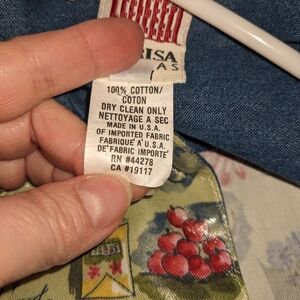 100% COTTON/
COTON
DRY CLEAN ONLY
NETTOYAGE A SEC
MADE IN U.S.A.
OF IMPORTED FABRIC
FABRIQUÉ A' U.S.A.
DE' FABRIC IMPORTE'
RN #44278
CA #19117